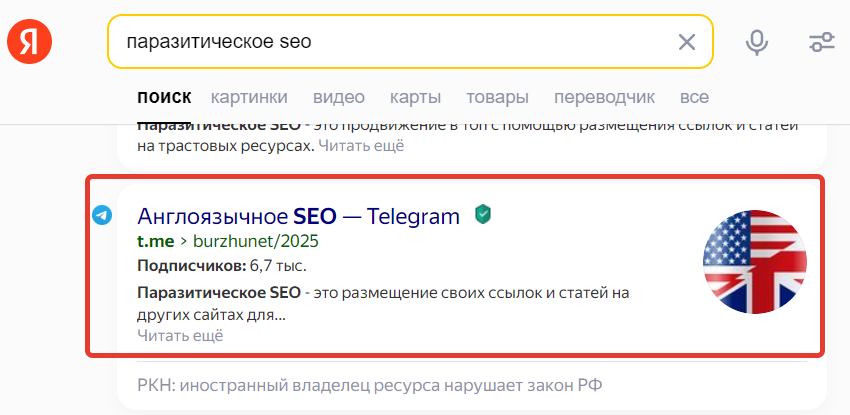 Я
паразитическое seo
поиск картинки видео карты товары переводчик все
Паразитическое SEO - это продвижение в топ с помощью размещения ссылок и статей
на трастовых ресурсах. Читать ещё
Англоязычное SEO — Telegram
t.me › burzhunet/2025
Подписчиков: 6,7 тыс.
Паразитическое SEO - это размещение своих ссылок и статей на
других сайтах для...
Читать ещё
РКН: иностранный владелец ресурса нарушает закон РФ